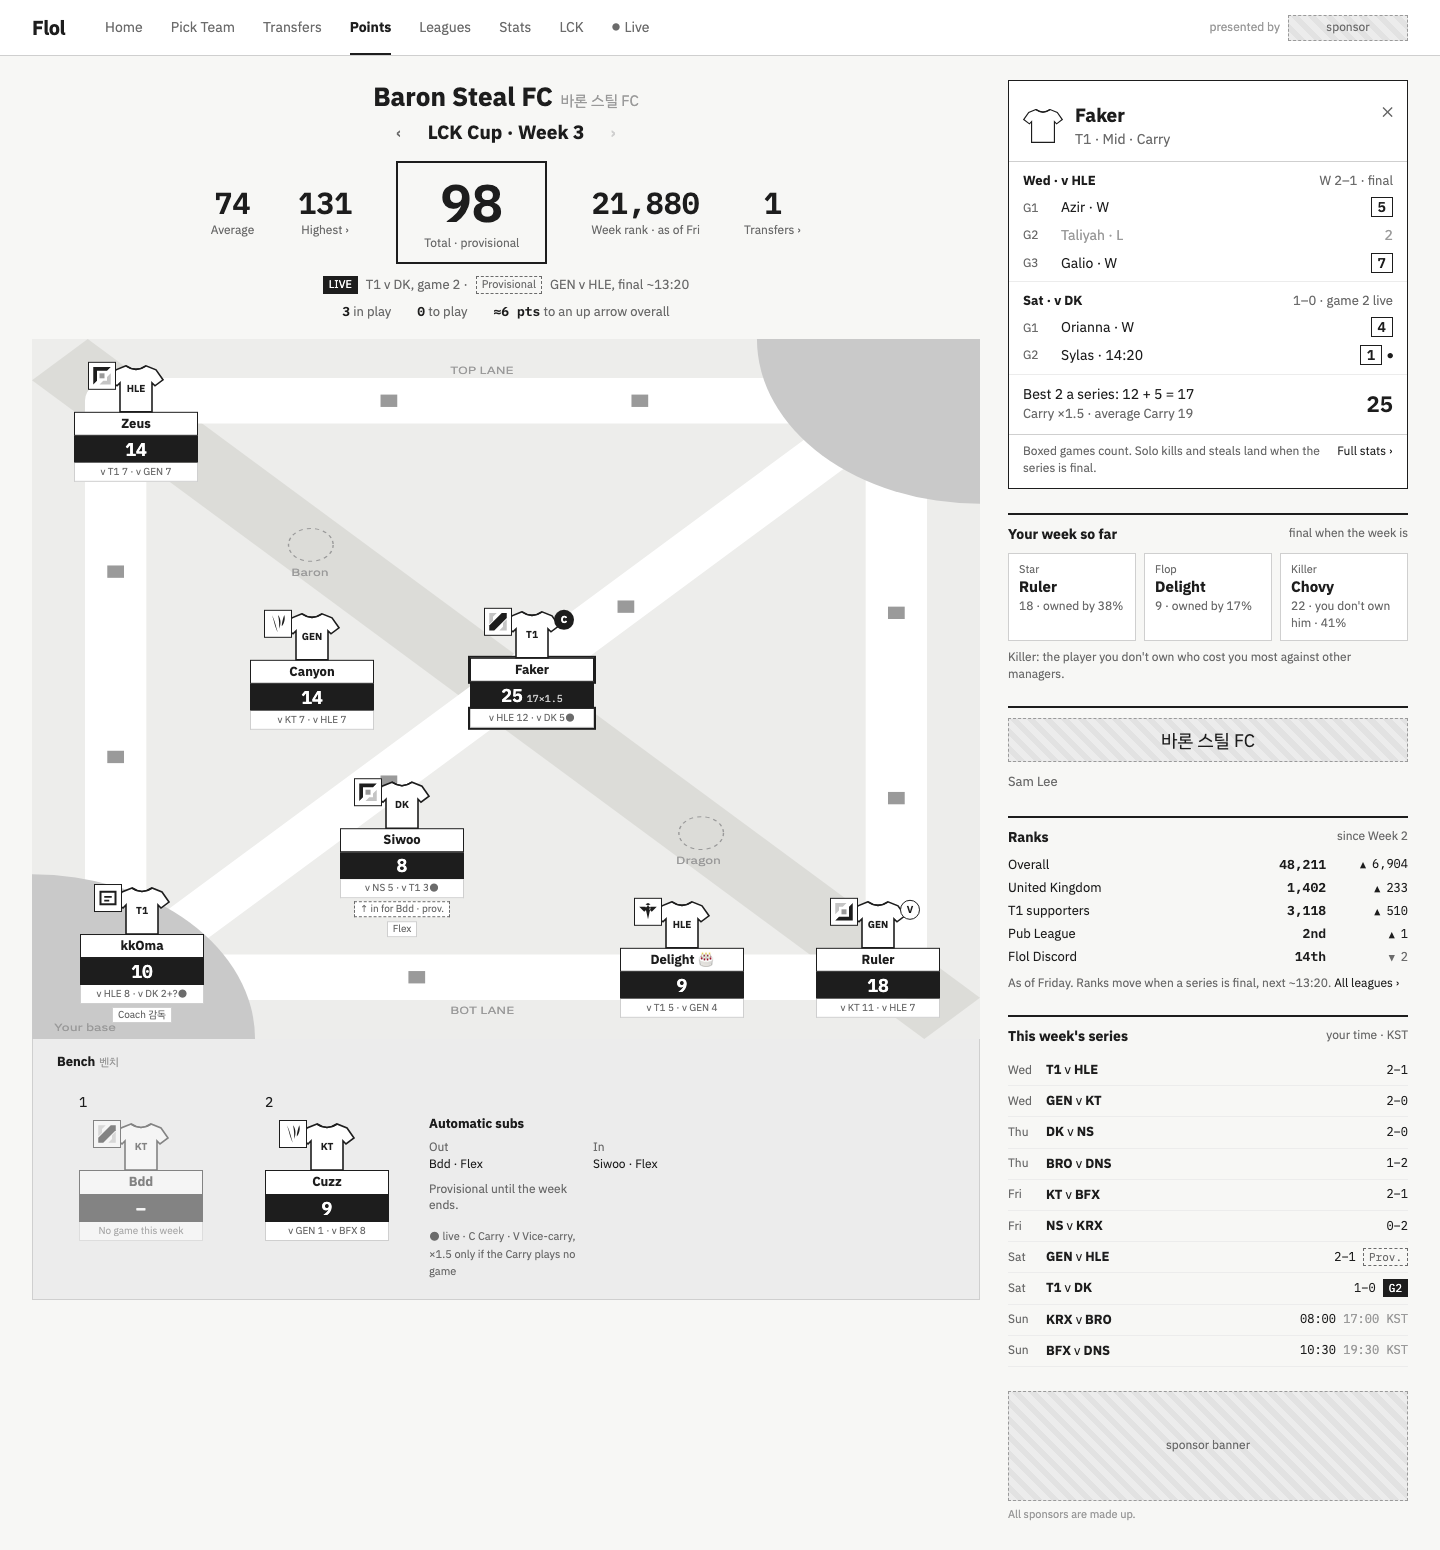 Flol
Home Pick Team Transfers Points Leagues Stats LCK ● Live
presented by sponsor
Baron Steal FC 바론 스틸 FC
‹ LCK Cup · Week 3 ›
74 Average
131 Highest ›
98 Total · provisional
21,880 Week rank · as of Fri
1 Transfers ›
LIVE T1 v DK, game 2 · Provisional GEN v HLE, final ~13:20
3 in play 0 to play ≈6 pts to an up arrow overall
TOP LANE
HLE
Zeus
14
v T1 7 · v GEN 7
Baron
GEN
Canyon
14
v KT 7 · v HLE 7
T1 C
Faker
25 17×1.5
v HLE 12 · v DK 5●
DK
Siwoo
8
v NS 5 · v T1 3●
↑ in for Bdd · prov.
Flex
Dragon
T1
kkOma
10
v HLE 8 · v DK 2+?●
Coach 감독
Your base
HLE
Delight 🎂
9
v T1 5 · v GEN 4
GEN V
Ruler
18
v KT 11 · v HLE 7
BOT LANE
Bench 벤치
1
KT
Bdd
–
No game this week
2
KT
Cuzz
9
v GEN 1 · v BFX 8
Automatic subs
Out In
Bdd · Flex Siwoo · Flex
Provisional until the week
ends.
● live · C Carry · V Vice-carry,
×1.5 only if the Carry plays no
game
Faker ×
T1 · Mid · Carry
Wed · v HLE W 2–1 · final
G1 Azir · W 5
G2 Taliyah · L 2
G3 Galio · W 7
Sat · v DK 1–0 · game 2 live
G1 Orianna · W 4
G2 Sylas · 14:20 1 ●
Best 2 a series: 12 + 5 = 17
Carry ×1.5 · average Carry 19
25
Boxed games count. Solo kills and steals land when the
series is final.
Full stats ›
Your week so far final when the week is
Star
Ruler
18 · owned by 38%
Flop
Delight
9 · owned by 17%
Killer
Chovy
22 · you don't own
him · 41%
Killer: the player you don't own who cost you most against other
managers.
바론 스틸 FC
Sam Lee
Ranks since Week 2
Overall 48,211 ▲ 6,904
United Kingdom 1,402 ▲ 233
T1 supporters 3,118 ▲ 510
Pub League 2nd ▲ 1
Flol Discord 14th ▼ 2
As of Friday. Ranks move when a series is final, next ~13:20. All leagues ›
This week's series your time · KST
Wed T1 v HLE 2–1
Wed GEN v KT 2–0
Thu DK v NS 2–0
Thu BRO v DNS 1–2
Fri KT v BFX 2–1
Fri NS v KRX 0–2
Sat GEN v HLE 2–1 Prov.
Sat T1 v DK 1–0 G2
Sun KRX v BRO 08:00 17:00 KST
Sun BFX v DNS 10:30 19:30 KST
sponsor banner
All sponsors are made up.